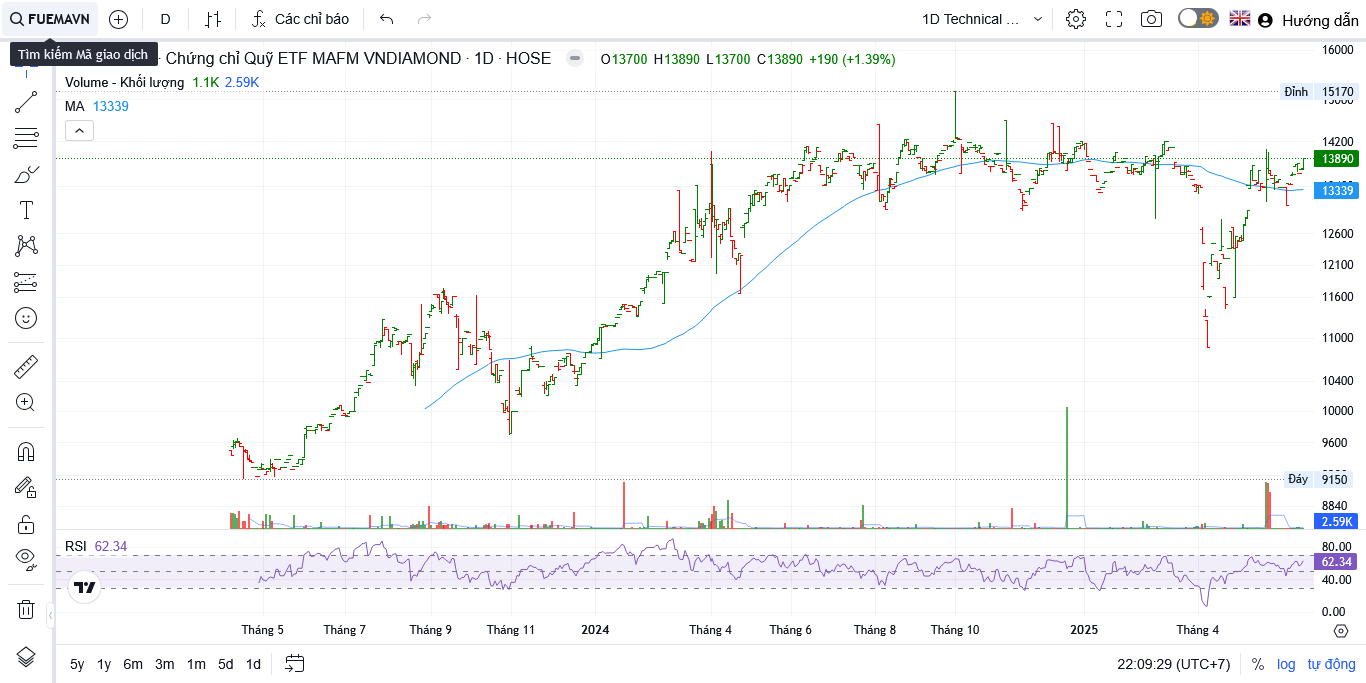 FUEMAVN
D
Các chỉ báo
1D Technical ...
Hướng dẫn
Tìm kiếm Mã giao dịch
· Chứng chỉ Quỹ ETF MAFM VNDIAMOND · 1D · HOSE
O13700 H13890 L13700 C13890 +190 (+1.39%)
Volume - Khối lượng 1.1K 2.59K
MA 13339
16000
Đỉnh 15170
15000
14200
13890
13339
12600
12100
11600
11000
10400
10000
9600
Đáy 9150
8840
2.59K
RSI 62.34
80.00
62.34
40.00
0.00
Tháng 5 Tháng 7 Tháng 9 Tháng 11 2024 Tháng 4 Tháng 6 Tháng 8 Tháng 10 2025 Tháng 4
5y 1y 6m 3m 1m 5d 1d
22:09:29 (UTC+7) % log tự động